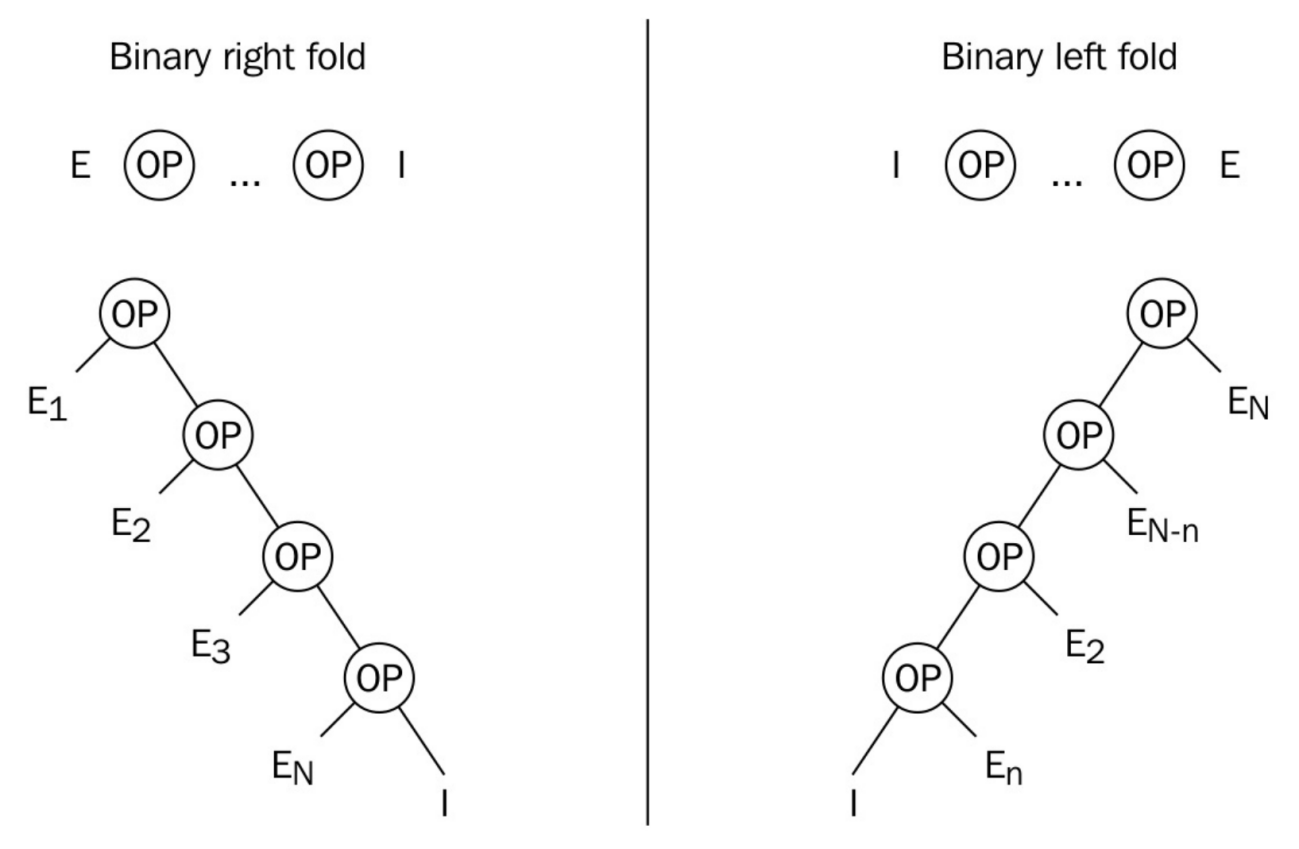 Binary right fold
E OP ... OP I
OP
E1
OP
E2
OP
E3
OP
EN
I
Binary left fold
I OP ... OP E
OP
EN
OP
EN-n
OP
E2
OP
En
I